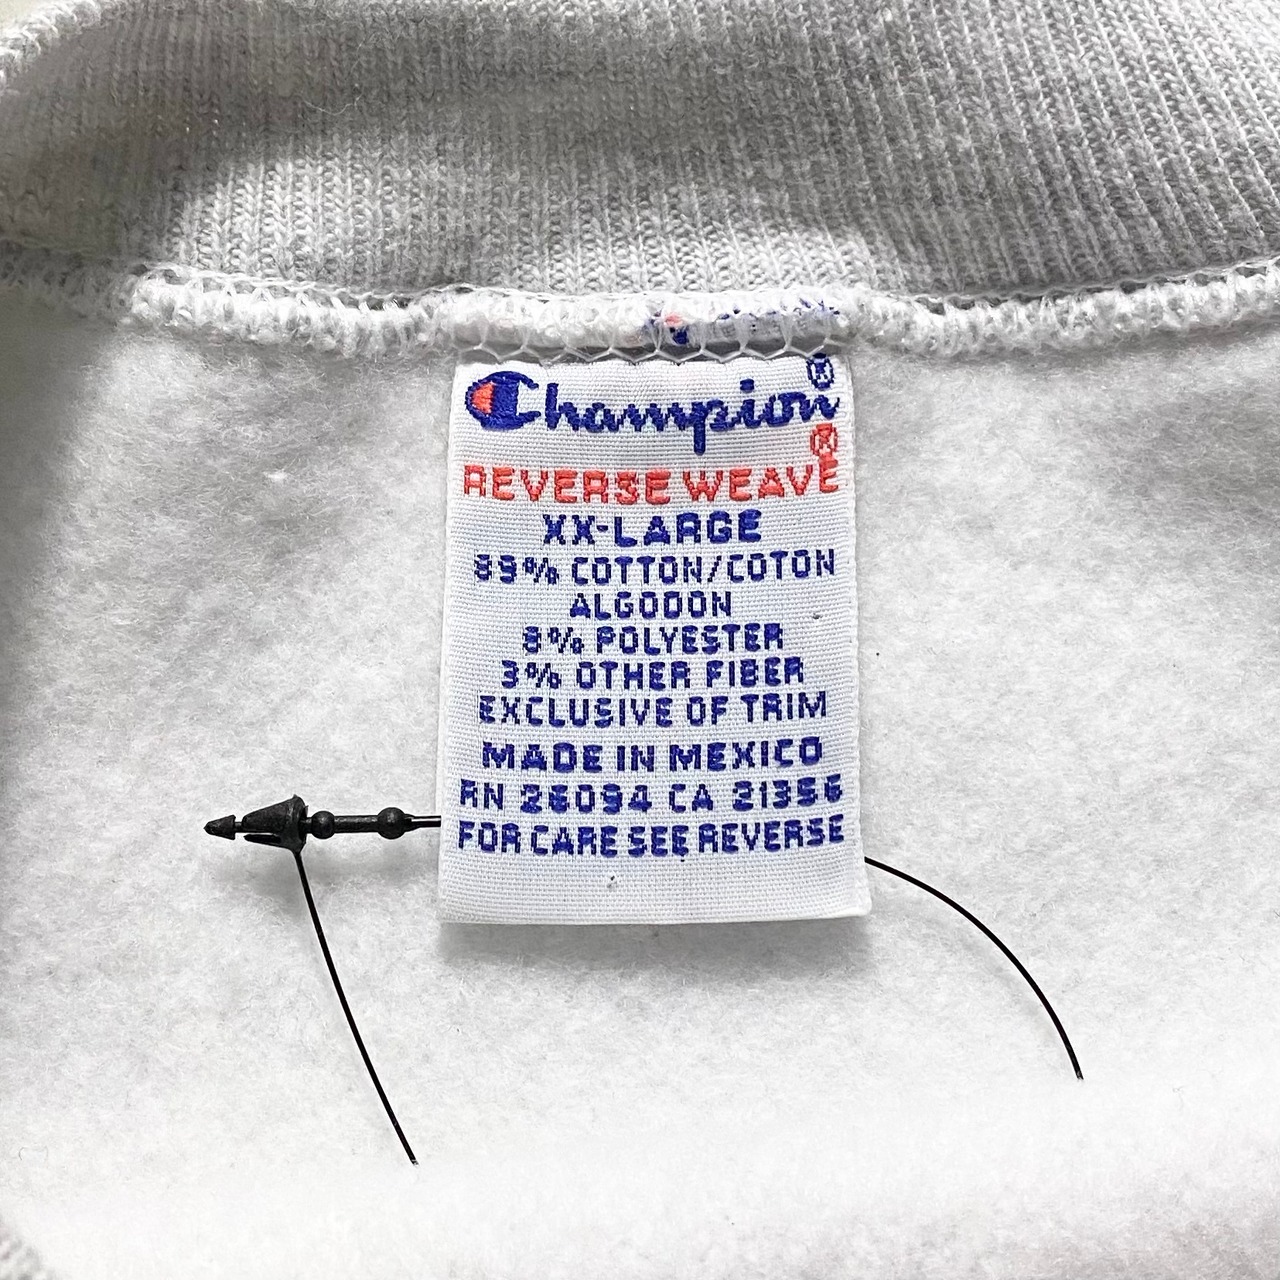 Champion®
REVERSE WEAVE®
XX-LARGE
89% COTTON/COTON
ALGODON
8% POLYESTER
3% OTHER FIBER
EXCLUSIVE OF TRIM
MADE IN MEXICO
RN 26094 CA 21356
FOR CARE SEE REVERSE